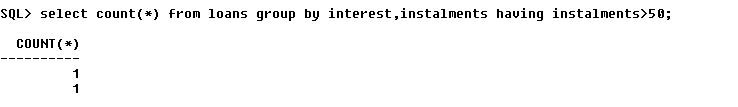 SQL> select count(*) from loans group by interest,instalments having instalments>50;
COUNT(*)
----------
1
1